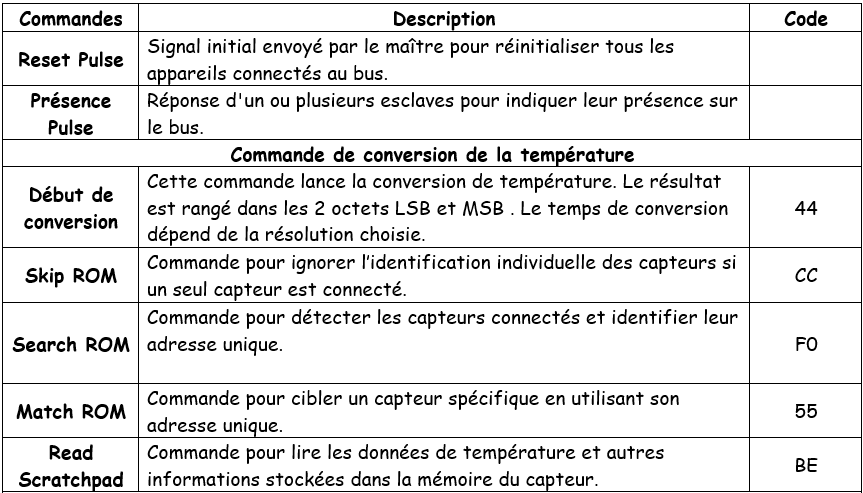 Commandes Description Code
Reset Pulse
Signal initial envoyé par le maître pour réinitialiser tous les
appareils connectés au bus.
Présence
Pulse
Réponse d'un ou plusieurs esclaves pour indiquer leur présence sur
le bus.
Commande de conversion de la température
Début de
conversion
Cette commande lance la conversion de température. Le résultat
est rangé dans les 2 octets LSB et MSB . Le temps de conversion
dépend de la résolution choisie.
44
Skip ROM
Commande pour ignorer l’identification individuelle des capteurs si
un seul capteur est connecté.
CC
Search ROM
Commande pour détecter les capteurs connectés et identifier leur
adresse unique.
F0
Match ROM
Commande pour cibler un capteur spécifique en utilisant son
adresse unique.
55
Read
Scratchpad
Commande pour lire les données de température et autres
informations stockées dans la mémoire du capteur.
BE